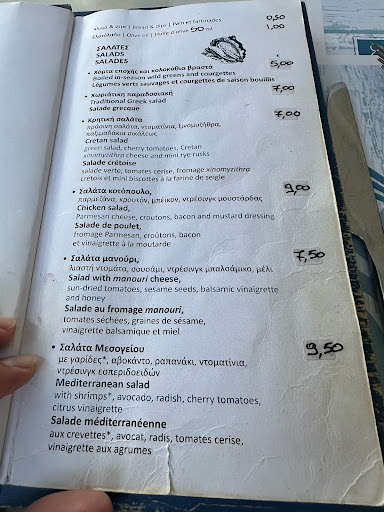 & dip | Pain et tartinades 0,50
Ελαιόλαδο | Olive oil | Huile d'olive 90 ml 1,00
ΣΑΛΑΤΕΣ
SALADS
SALADES
• Χόρτα εποχής και κολοκύθια βραστά 5,00
Boiled in-season wild greens and courgettes
Légumes verts sauvages et courgettes de saison bouillis
• Χωριάτικη παραδοσιακή 7,00
Traditional Greek salad
Salade grecque
• Κρητική σαλάτα 7,00
πράσινη σαλάτα, ντοματίνια, ξινομυζήθρα,
παξιμαδάκια σικάλεως
Cretan salad
green salad, cherry tomatoes, Cretan
xinomyzithra cheese and mini rye rusks
Salade crétoise
salade verte, tomates cerise, fromage xinomyzithra
crétois et mini biscottes à la farine de seigle
• Σαλάτα κοτόπουλο, 9,00
παρμεζάνα, κρουτόν, μπέικον, ντρέσινγκ μουστάρδας
Chicken salad,
Parmesan cheese, croutons, bacon and mustard dressing
Salade de poulet,
fromage Parmesan, croutons, bacon
et vinaigrette à la moutarde
• Σαλάτα μανούρι, 7,50
λιαστή ντομάτα, σουσάμι, ντρέσινγκ μπαλσάμικο, μέλι
Salad with manouri cheese,
sun-dried tomatoes, sesame seeds, balsamic vinaigrette
and honey
Salade au fromage manouri,
tomates séchées, graines de sésame,
vinaigrette balsamique et miel
• Σαλάτα Μεσογείου 9,50
με γαρίδες*, αβοκάντο, ραπανάκι, ντοματίνια,
ντρέσινγκ εσπεριδοειδών
Mediterranean salad
with shrimps*, avocado, radish, cherry tomatoes,
citrus vinaigrette
Salade méditerranéenne
aux crevettes*, avocat, radis, tomates cerise,
vinaigrette aux agrumes